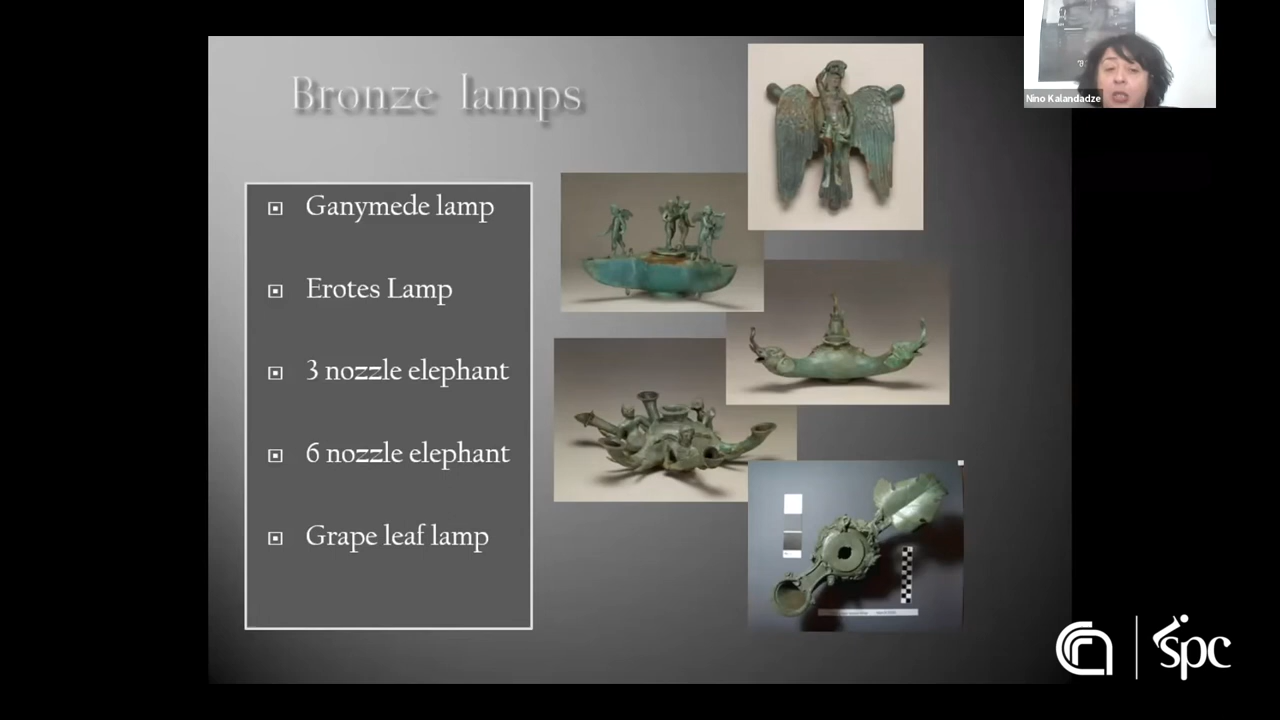 Bronze lamps
Nino Kalandadze
Ganymede lamp
Erotes Lamp
3 nozzle elephant
6 nozzle elephant
Grape leaf lamp
spc